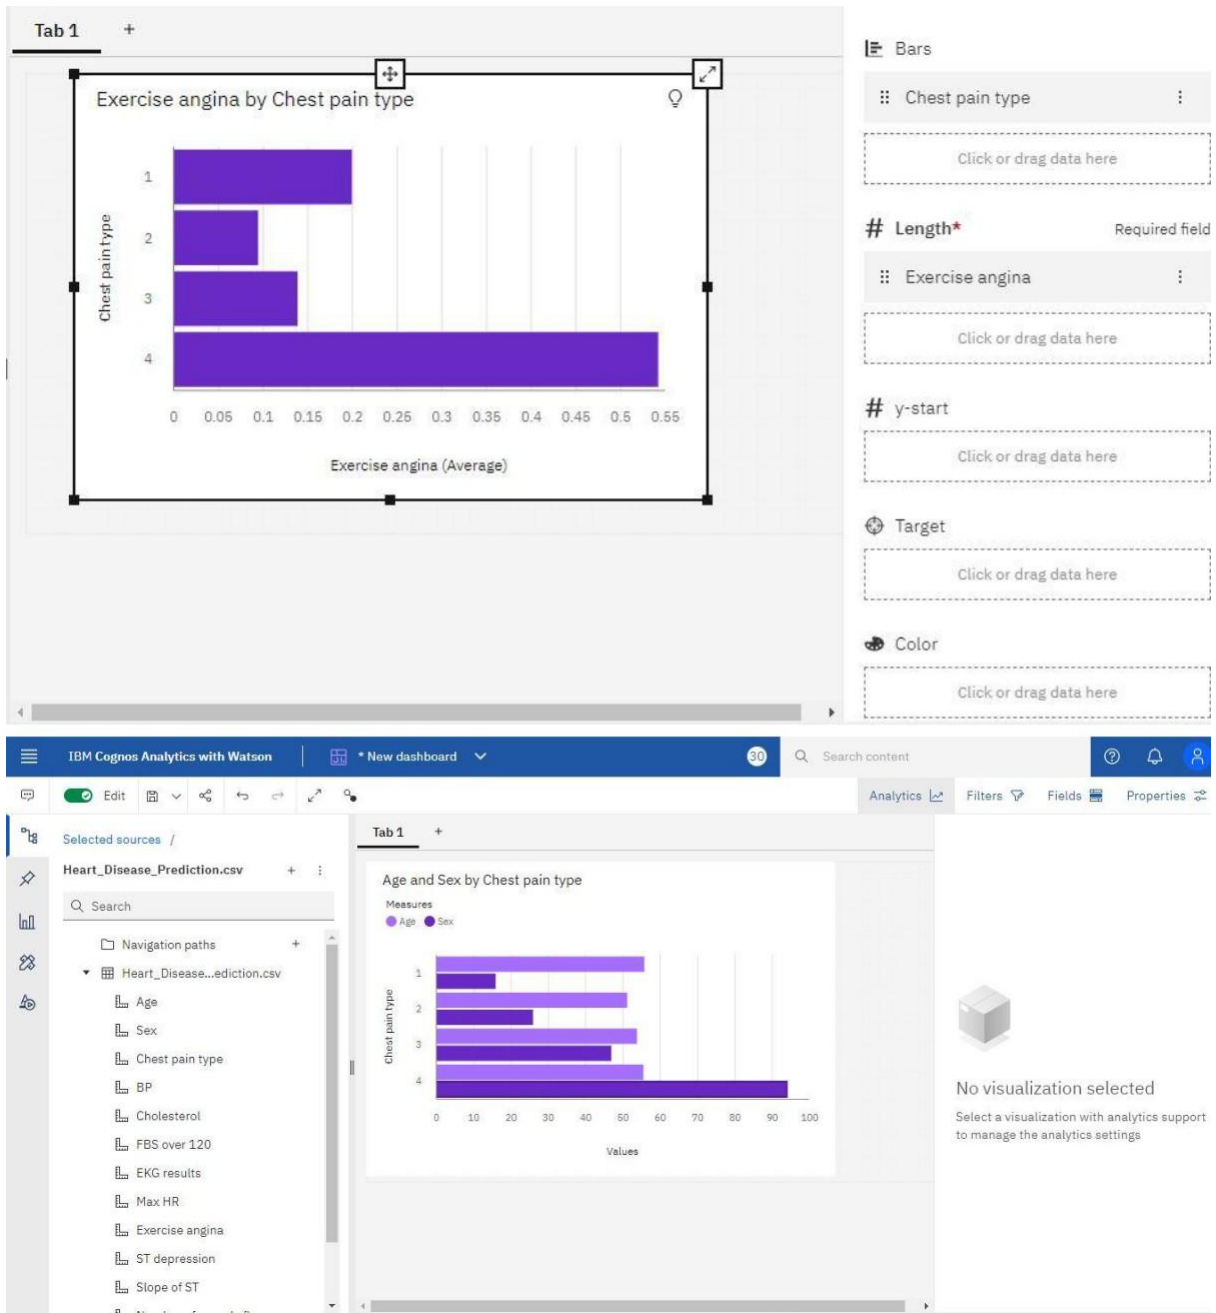 Tab 1 +
Bars
Exercise angina by Chest pain type
Chest pain type
Click or drag data here
1
2
3
4
Chest pain type
# Length* Required field
Exercise angina
Click or drag data here
0 0.05 0.1 0.15 0.2 0.25 0.3 0.35 0.4 0.45 0.5 0.55
Exercise angina (Average)
# y-start
Click or drag data here
Target
Click or drag data here
Color
Click or drag data here
IBM Cognos Analytics with Watson * New dashboard 30 Search content
Edit Analytics Filters Fields Properties
Selected sources /
Heart_Disease_Prediction.csv +
Search
Navigation paths +
Heart_Disease...ediction.csv
Age
Sex
Chest pain type
BP
Cholesterol
FBS over 120
EKG results
Max HR
Exercise angina
ST depression
Slope of ST
Tab 1 +
Age and Sex by Chest pain type
Measures
Age Sex
Chest pain type
1
2
3
4
0 10 20 30 40 50 60 70 80 90 100
Values
No visualization selected
Select a visualization with analytics support
to manage the analytics settings